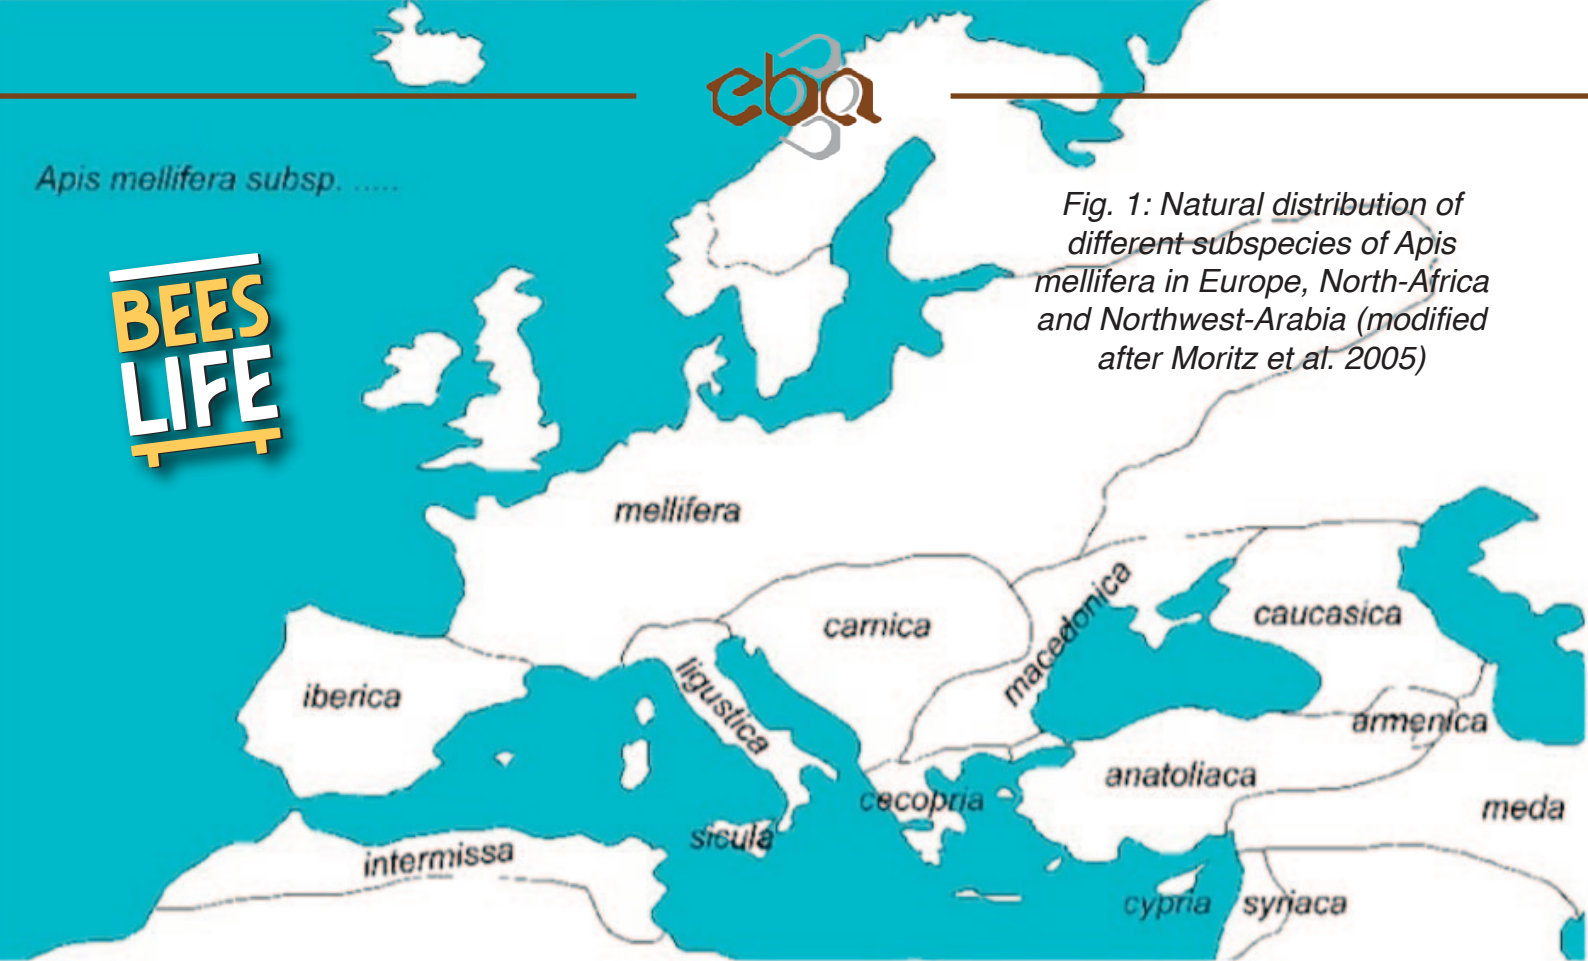 eba
Apis mellifera subsp. .....
BEES
LIFE
Fig. 1: Natural distribution of
different subspecies of Apis
mellifera in Europe, North-Africa
and Northwest-Arabia (modified
after Moritz et al. 2005)
mellifera
carnica
macedonica
caucasica
iberica
ligustica
armenica
anatoliaca
cecopria
meda
sicula
intermissa
cypria
syriaca